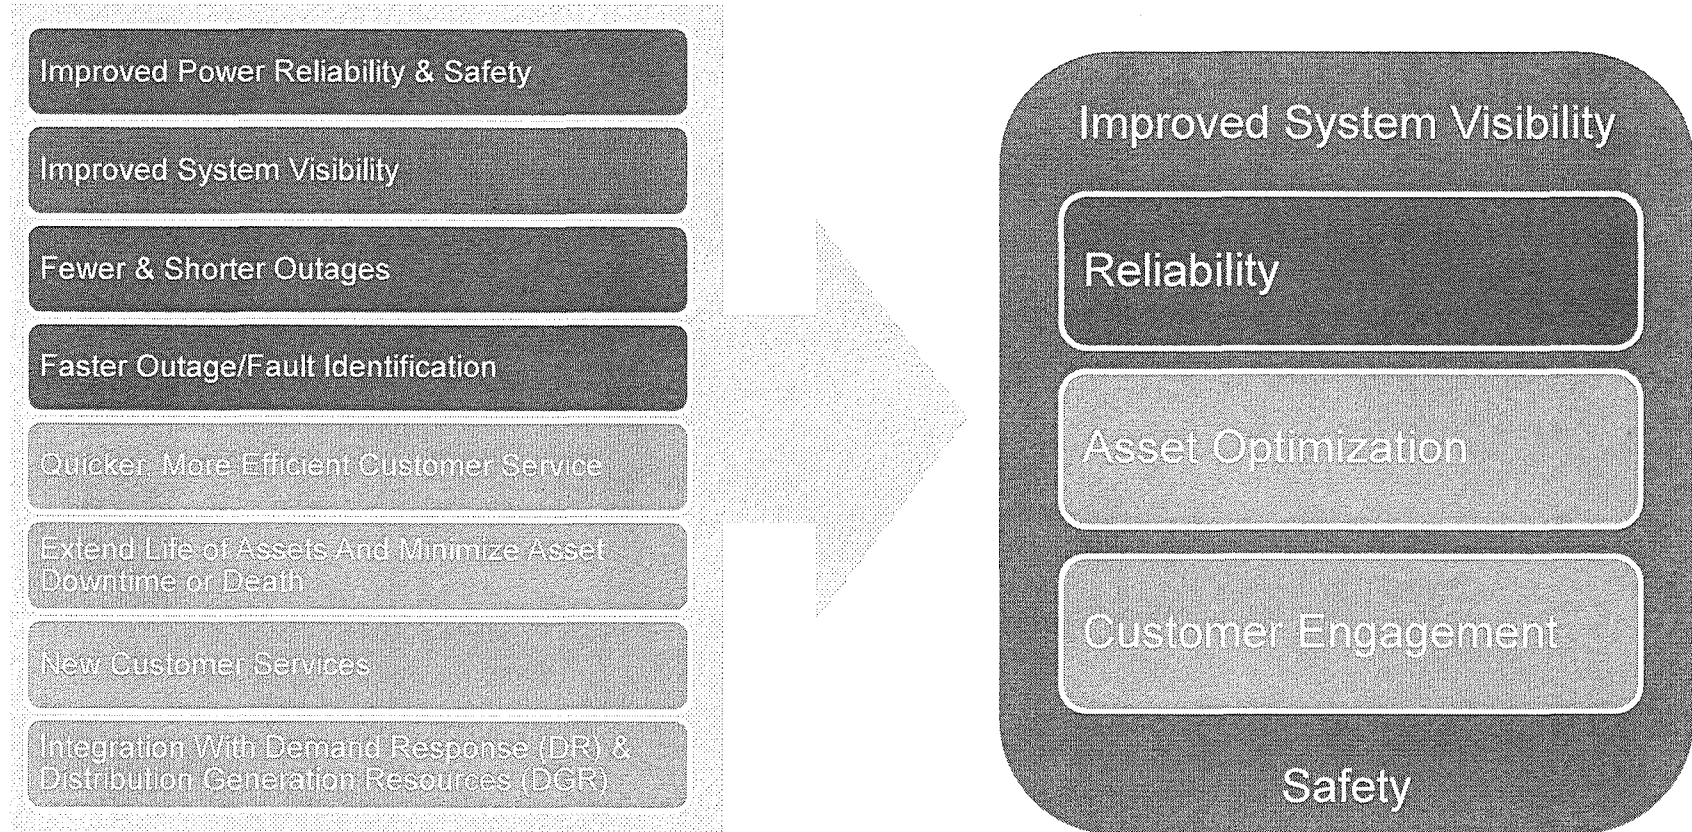 Improved Power Reliability & Safety
Improved System Visibility
Fewer & Shorter Outages
Faster Outage/Fault Identification
Quicker, More Efficient Customer Service
Extend Life of Assets And Minimize Asset
Downtime or Death
New Customer Services
Integration With Demand Response (DR) &
Distribution Generation Resources (DGR)
Improved System Visibility
Reliability
Asset Optimization
Customer Engagement
Safety